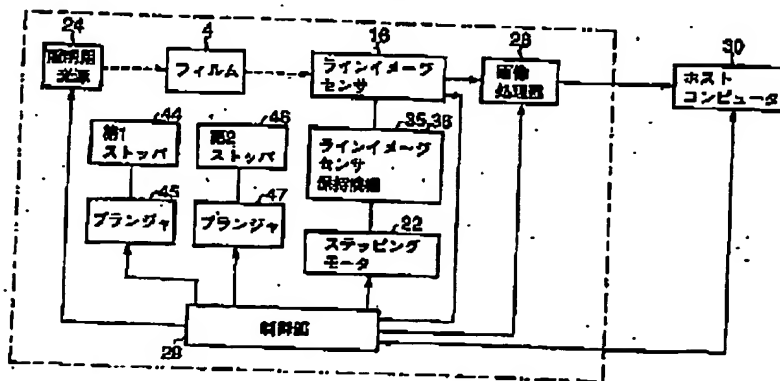 24
照明用
光源
4
フィルム
16
ラインイメージ
センサ
28
画像
処理器
30
ホスト
コンピュータ
44
第1
ストッパ
46
第2
ストッパ
35,36
ラインイメージ
センサ
保持機構
45
プランジャ
47
プランジャ
22
ステッピング
モータ
制御部
29